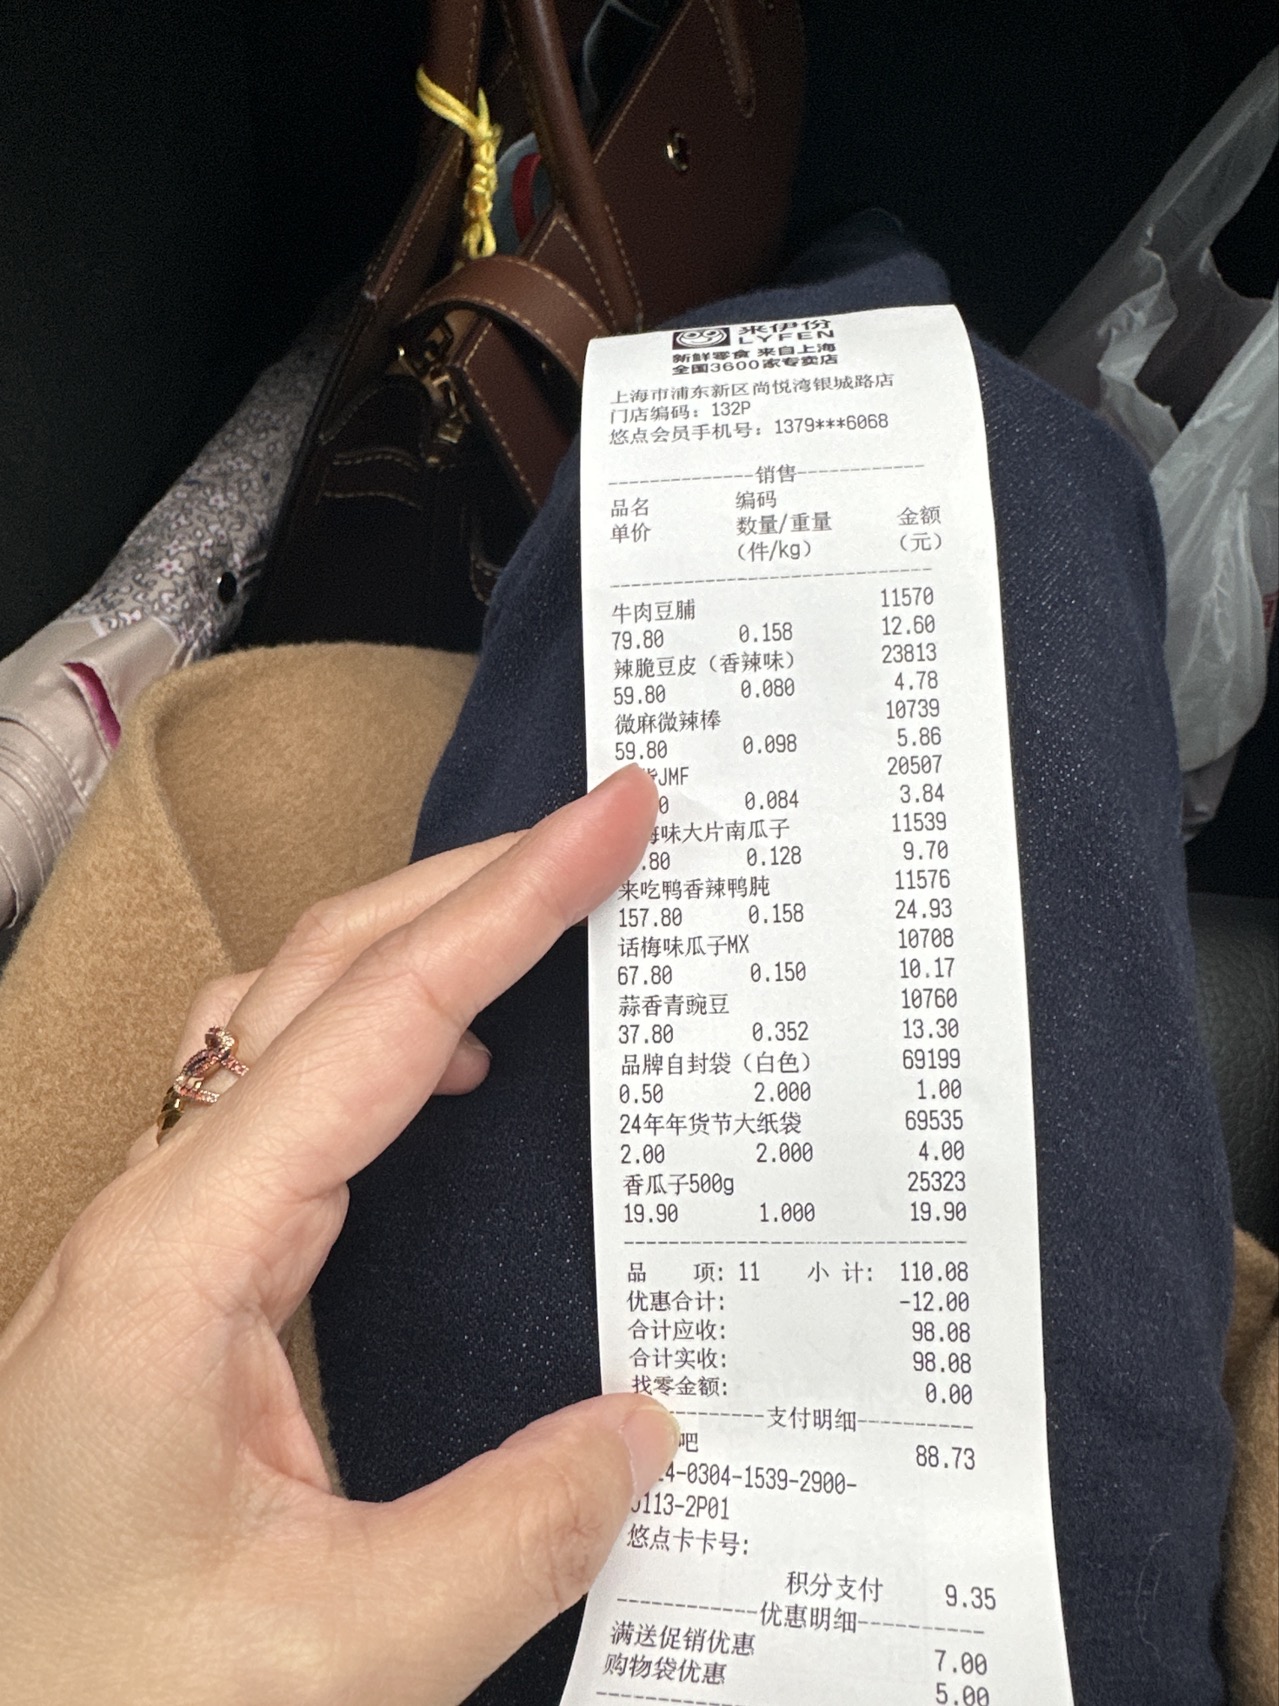 来伊份
LYFEN
新鲜零食 来自上海
全国3600家专卖店
上海市浦东新区尚悦湾银城路店
门店编码：132P
悠点会员手机号：1379***6068
-------------销售-------------
品名 编码
单价 数量/重量 金额
（件/kg） （元）
牛肉豆脯 11570
79.80 0.158 12.60
辣脆豆皮（香辣味） 23813
59.80 0.080 4.78
微麻微辣棒 10739
59.80 0.098 5.86
货JMF 20507
0 0.084 3.84
梅味大片南瓜子 11539
.80 0.128 9.70
来吃鸭香辣鸭肫 11576
157.80 0.158 24.93
话梅味瓜子MX 10708
67.80 0.150 10.17
蒜香青豌豆 10760
37.80 0.352 13.30
品牌自封袋（白色） 69199
0.50 2.000 1.00
24年年货节大纸袋 69535
2.00 2.000 4.00
香瓜子500g 25323
19.90 1.000 19.90
品 项: 11 小 计: 110.08
优惠合计: -12.00
合计应收: 98.08
合计实收: 98.08
找零金额: 0.00
----------支付明细----------
吧 88.73
4-0304-1539-2900-
113-2P01
悠点卡卡号:
积分支付 9.35
----------优惠明细----------
满送促销优惠 7.00
购物袋优惠 5.00